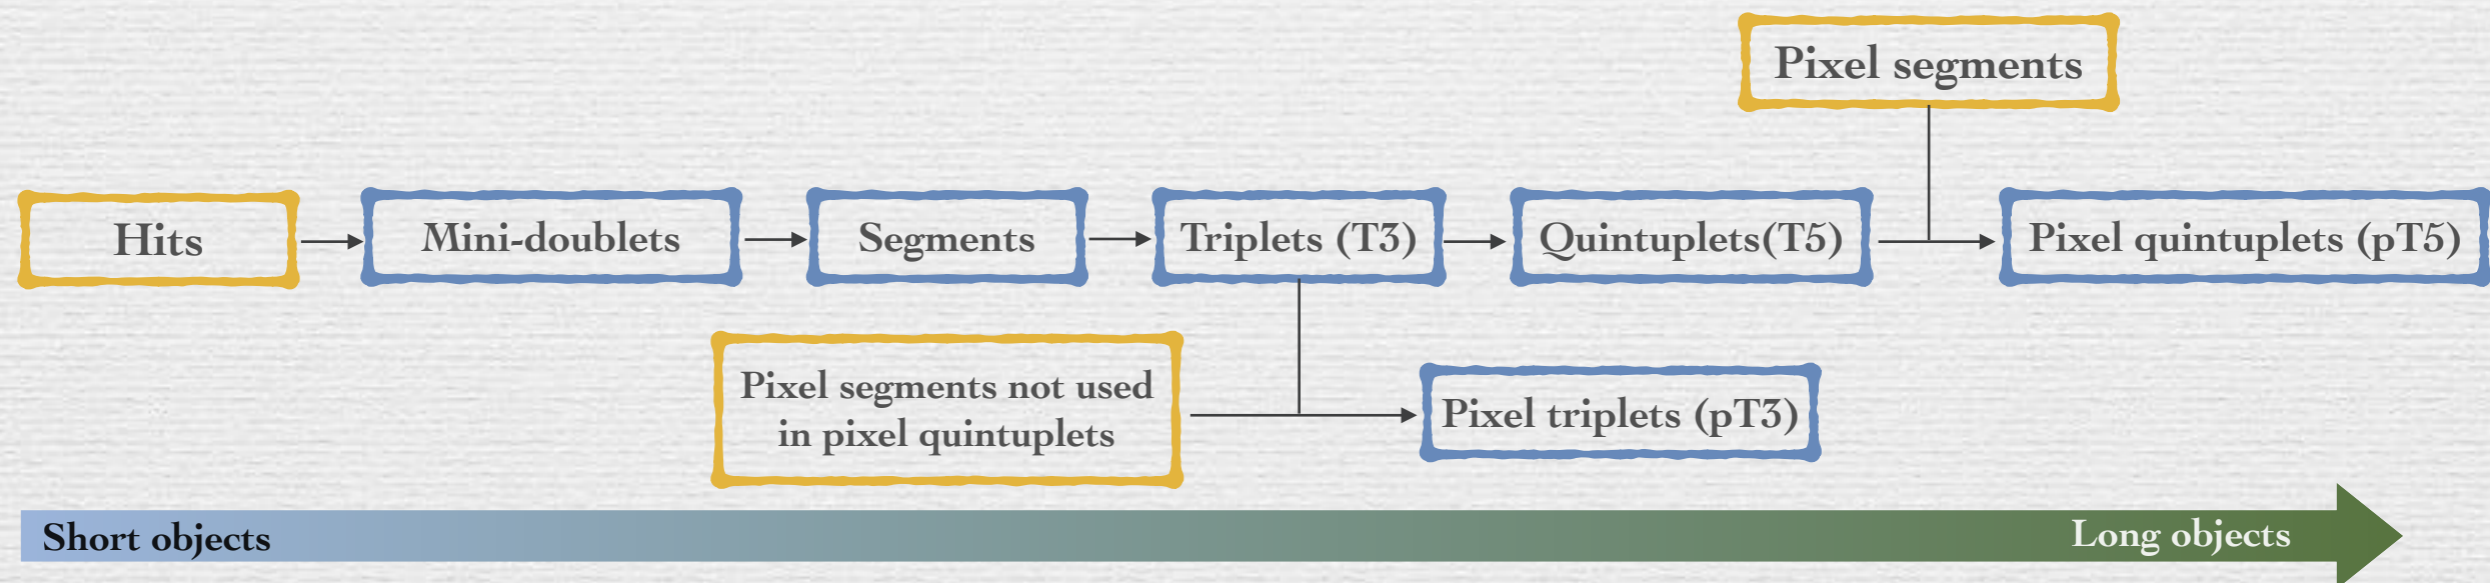 Pixel segments
Hits
Mini-doublets
Segments
Triplets (T3)
Quintuplets(T5)
Pixel quintuplets (pT5)
Pixel segments not used
in pixel quintuplets
Pixel triplets (pT3)
Short objects
Long objects